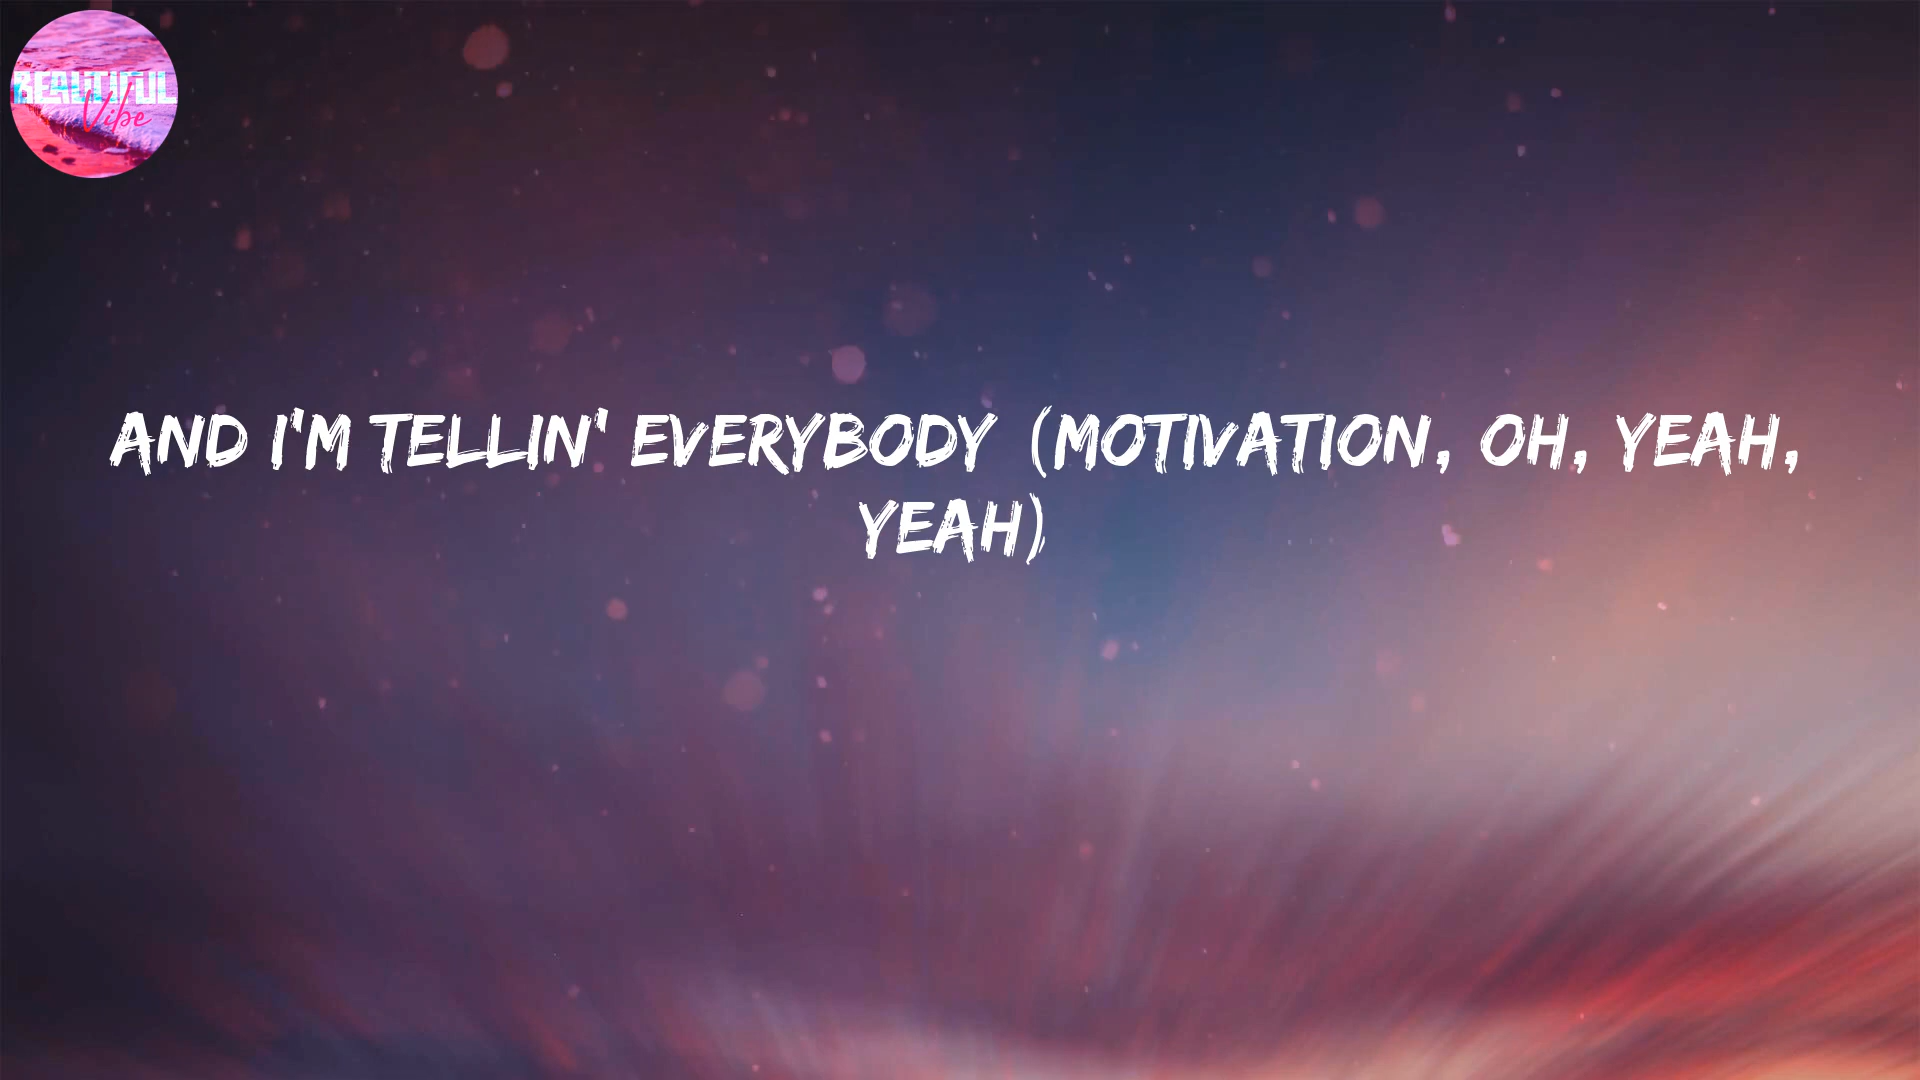 BEAUTIFUL
Vibe
AND I'M TELLIN' EVERYBODY (MOTIVATION, OH, YEAH,
YEAH)